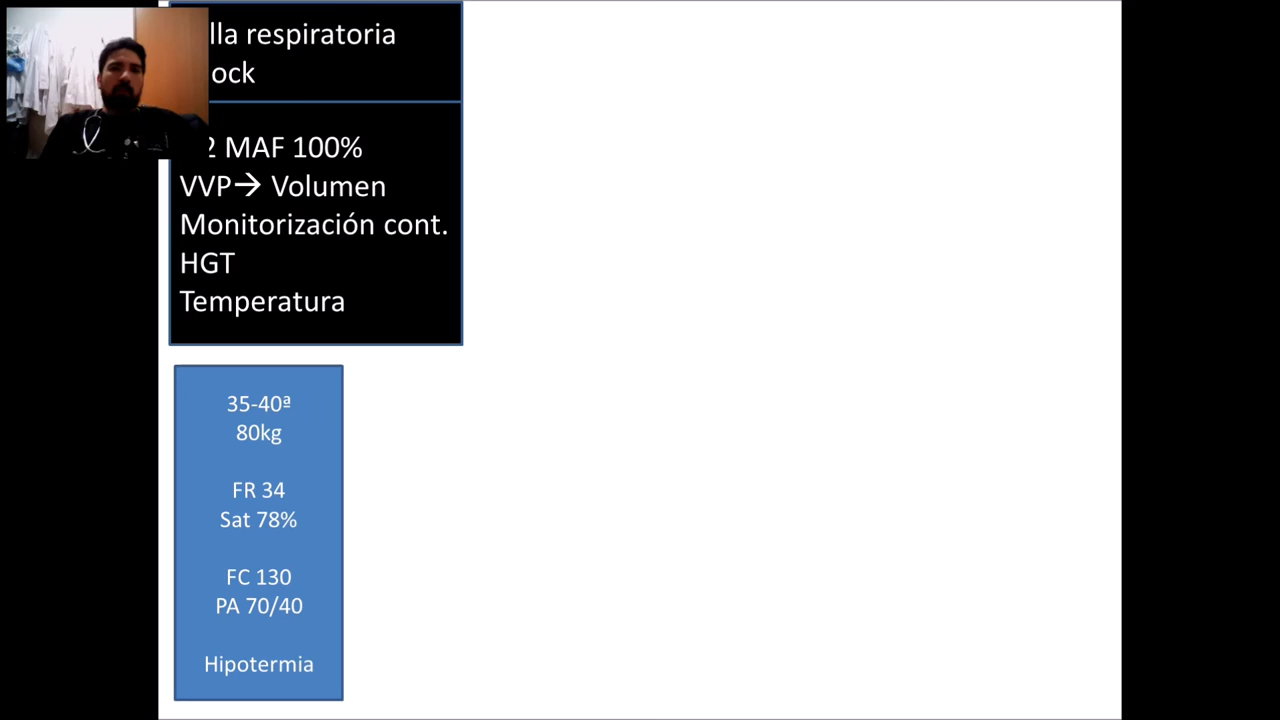 lla respiratoria
ock
2 MAF 100%
VVP→ Volumen
Monitorización cont.
HGT
Temperatura
35-40ª
80kg
FR 34
Sat 78%
FC 130
PA 70/40
Hipotermia